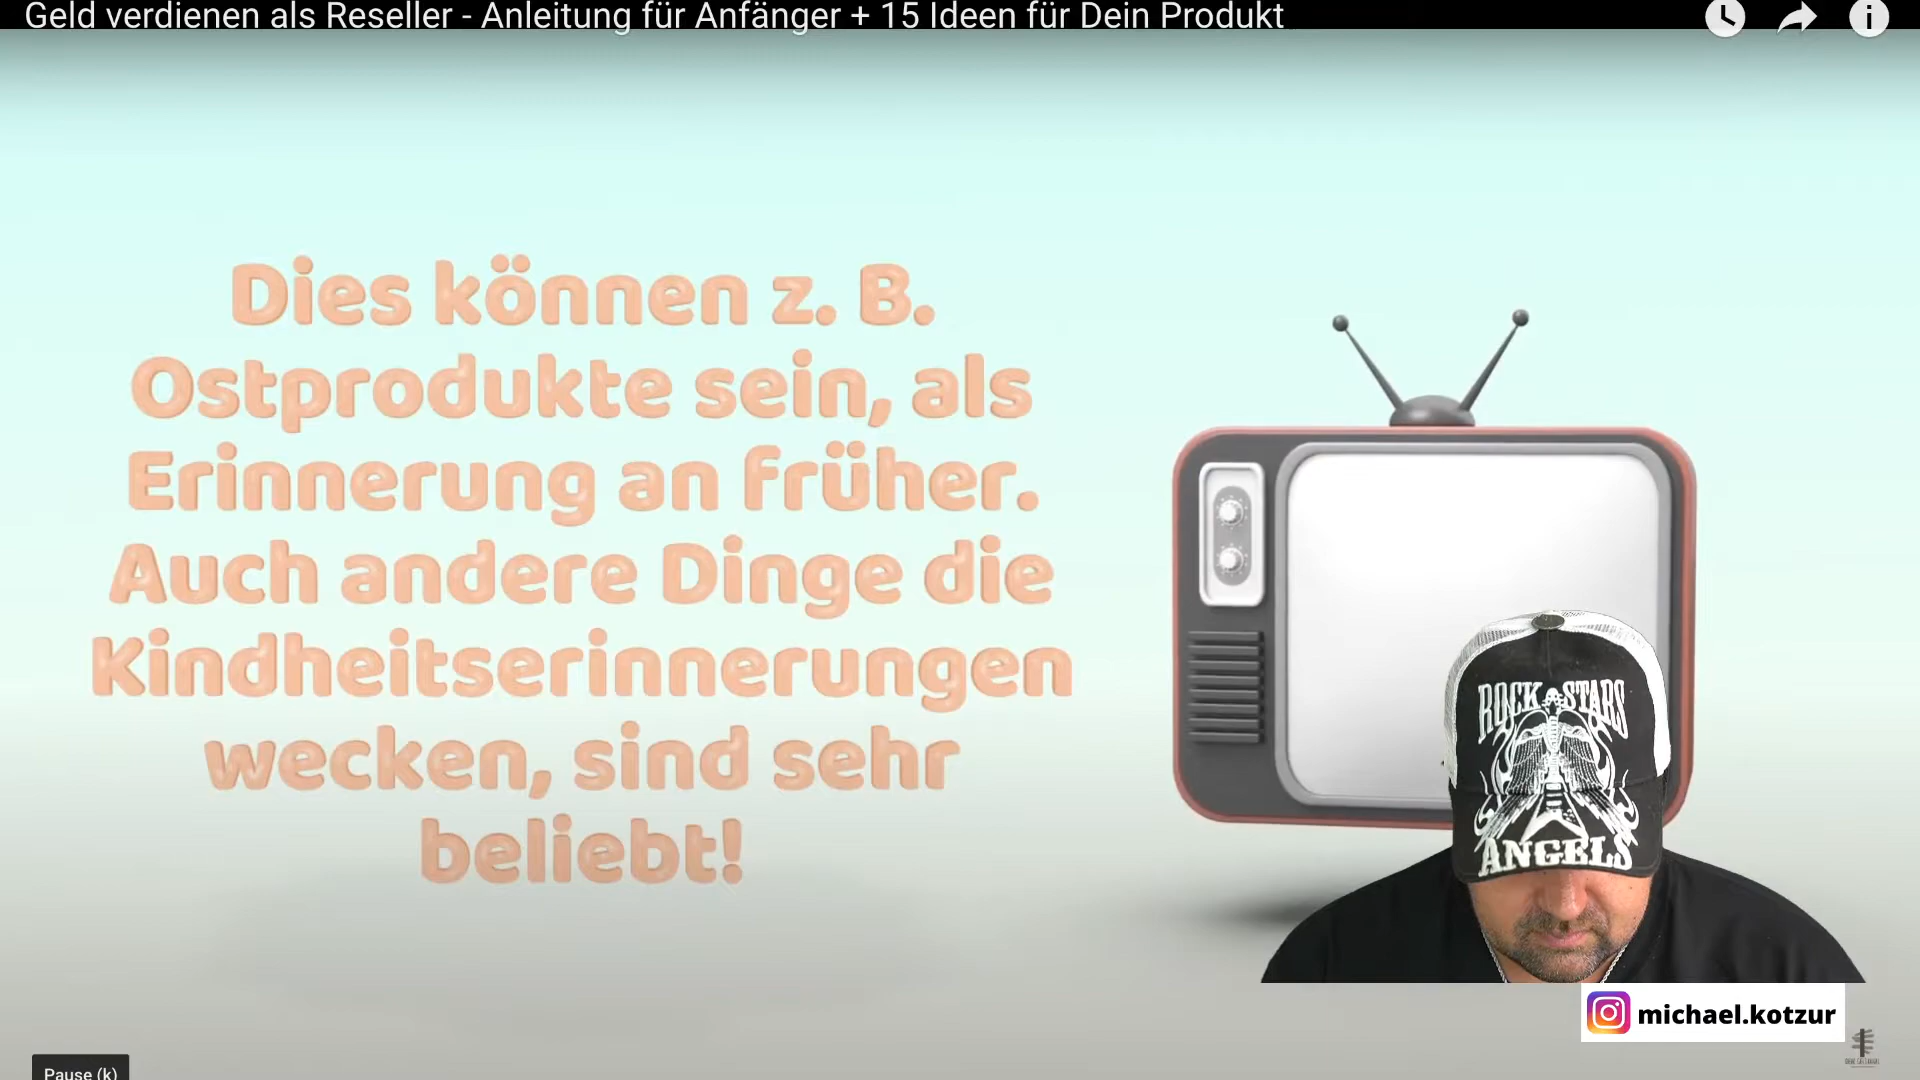 Geld verdienen als Reseller - Anleitung für Anfänger + 15 Ideen für Dein Produkt
Dies können z. B.
Ostprodukte sein, als
Erinnerung an früher.
Auch andere Dinge die
Kindheitserinnerungen
wecken, sind sehr
beliebt!
ROCK STARS
ANGELS
michael.kotzur
Pause (k)